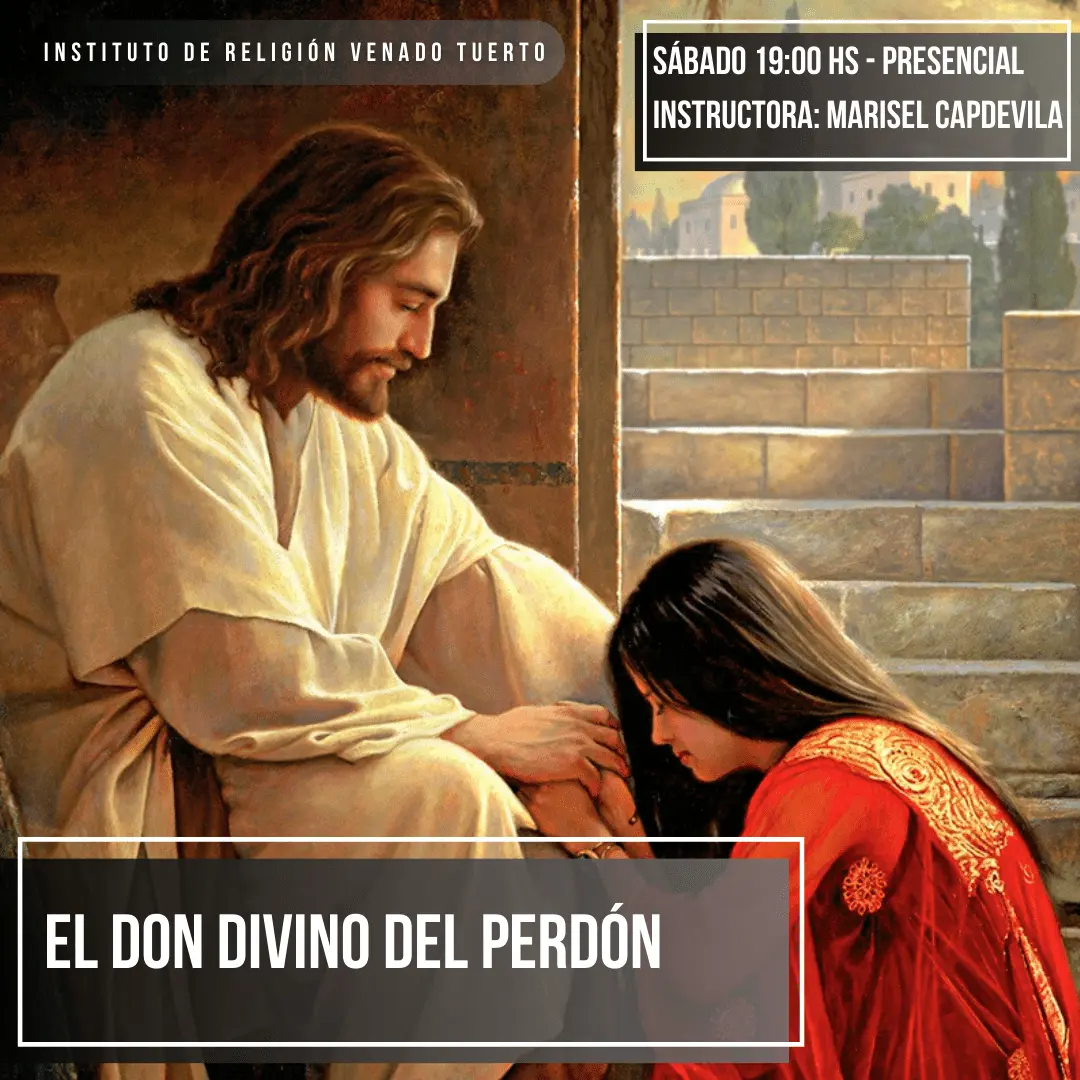 INSTITUTO DE RELIGIÓN VENADO TUERTO
SÁBADO 19:00 HS - PRESENCIAL
INSTRUCTORA: MARISEL CAPDEVILA
EL DON DIVINO DEL PERDÓN